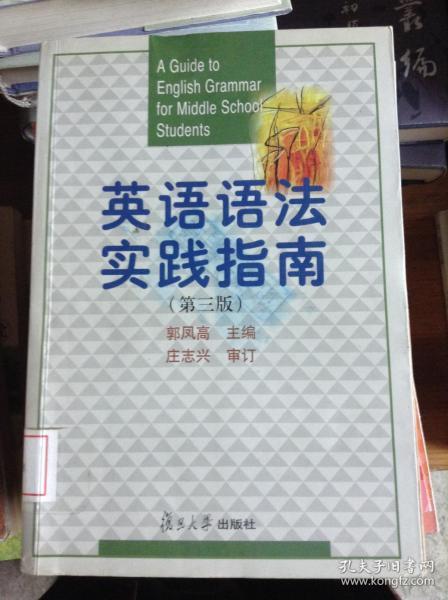 A Guide to
English Grammar
for Middle School
Students
英语语法
实践指南
(第三版)
郭凤高 主编
庄志兴 审订
復旦大学出版社
孔夫子旧书网
www.kongfz.com